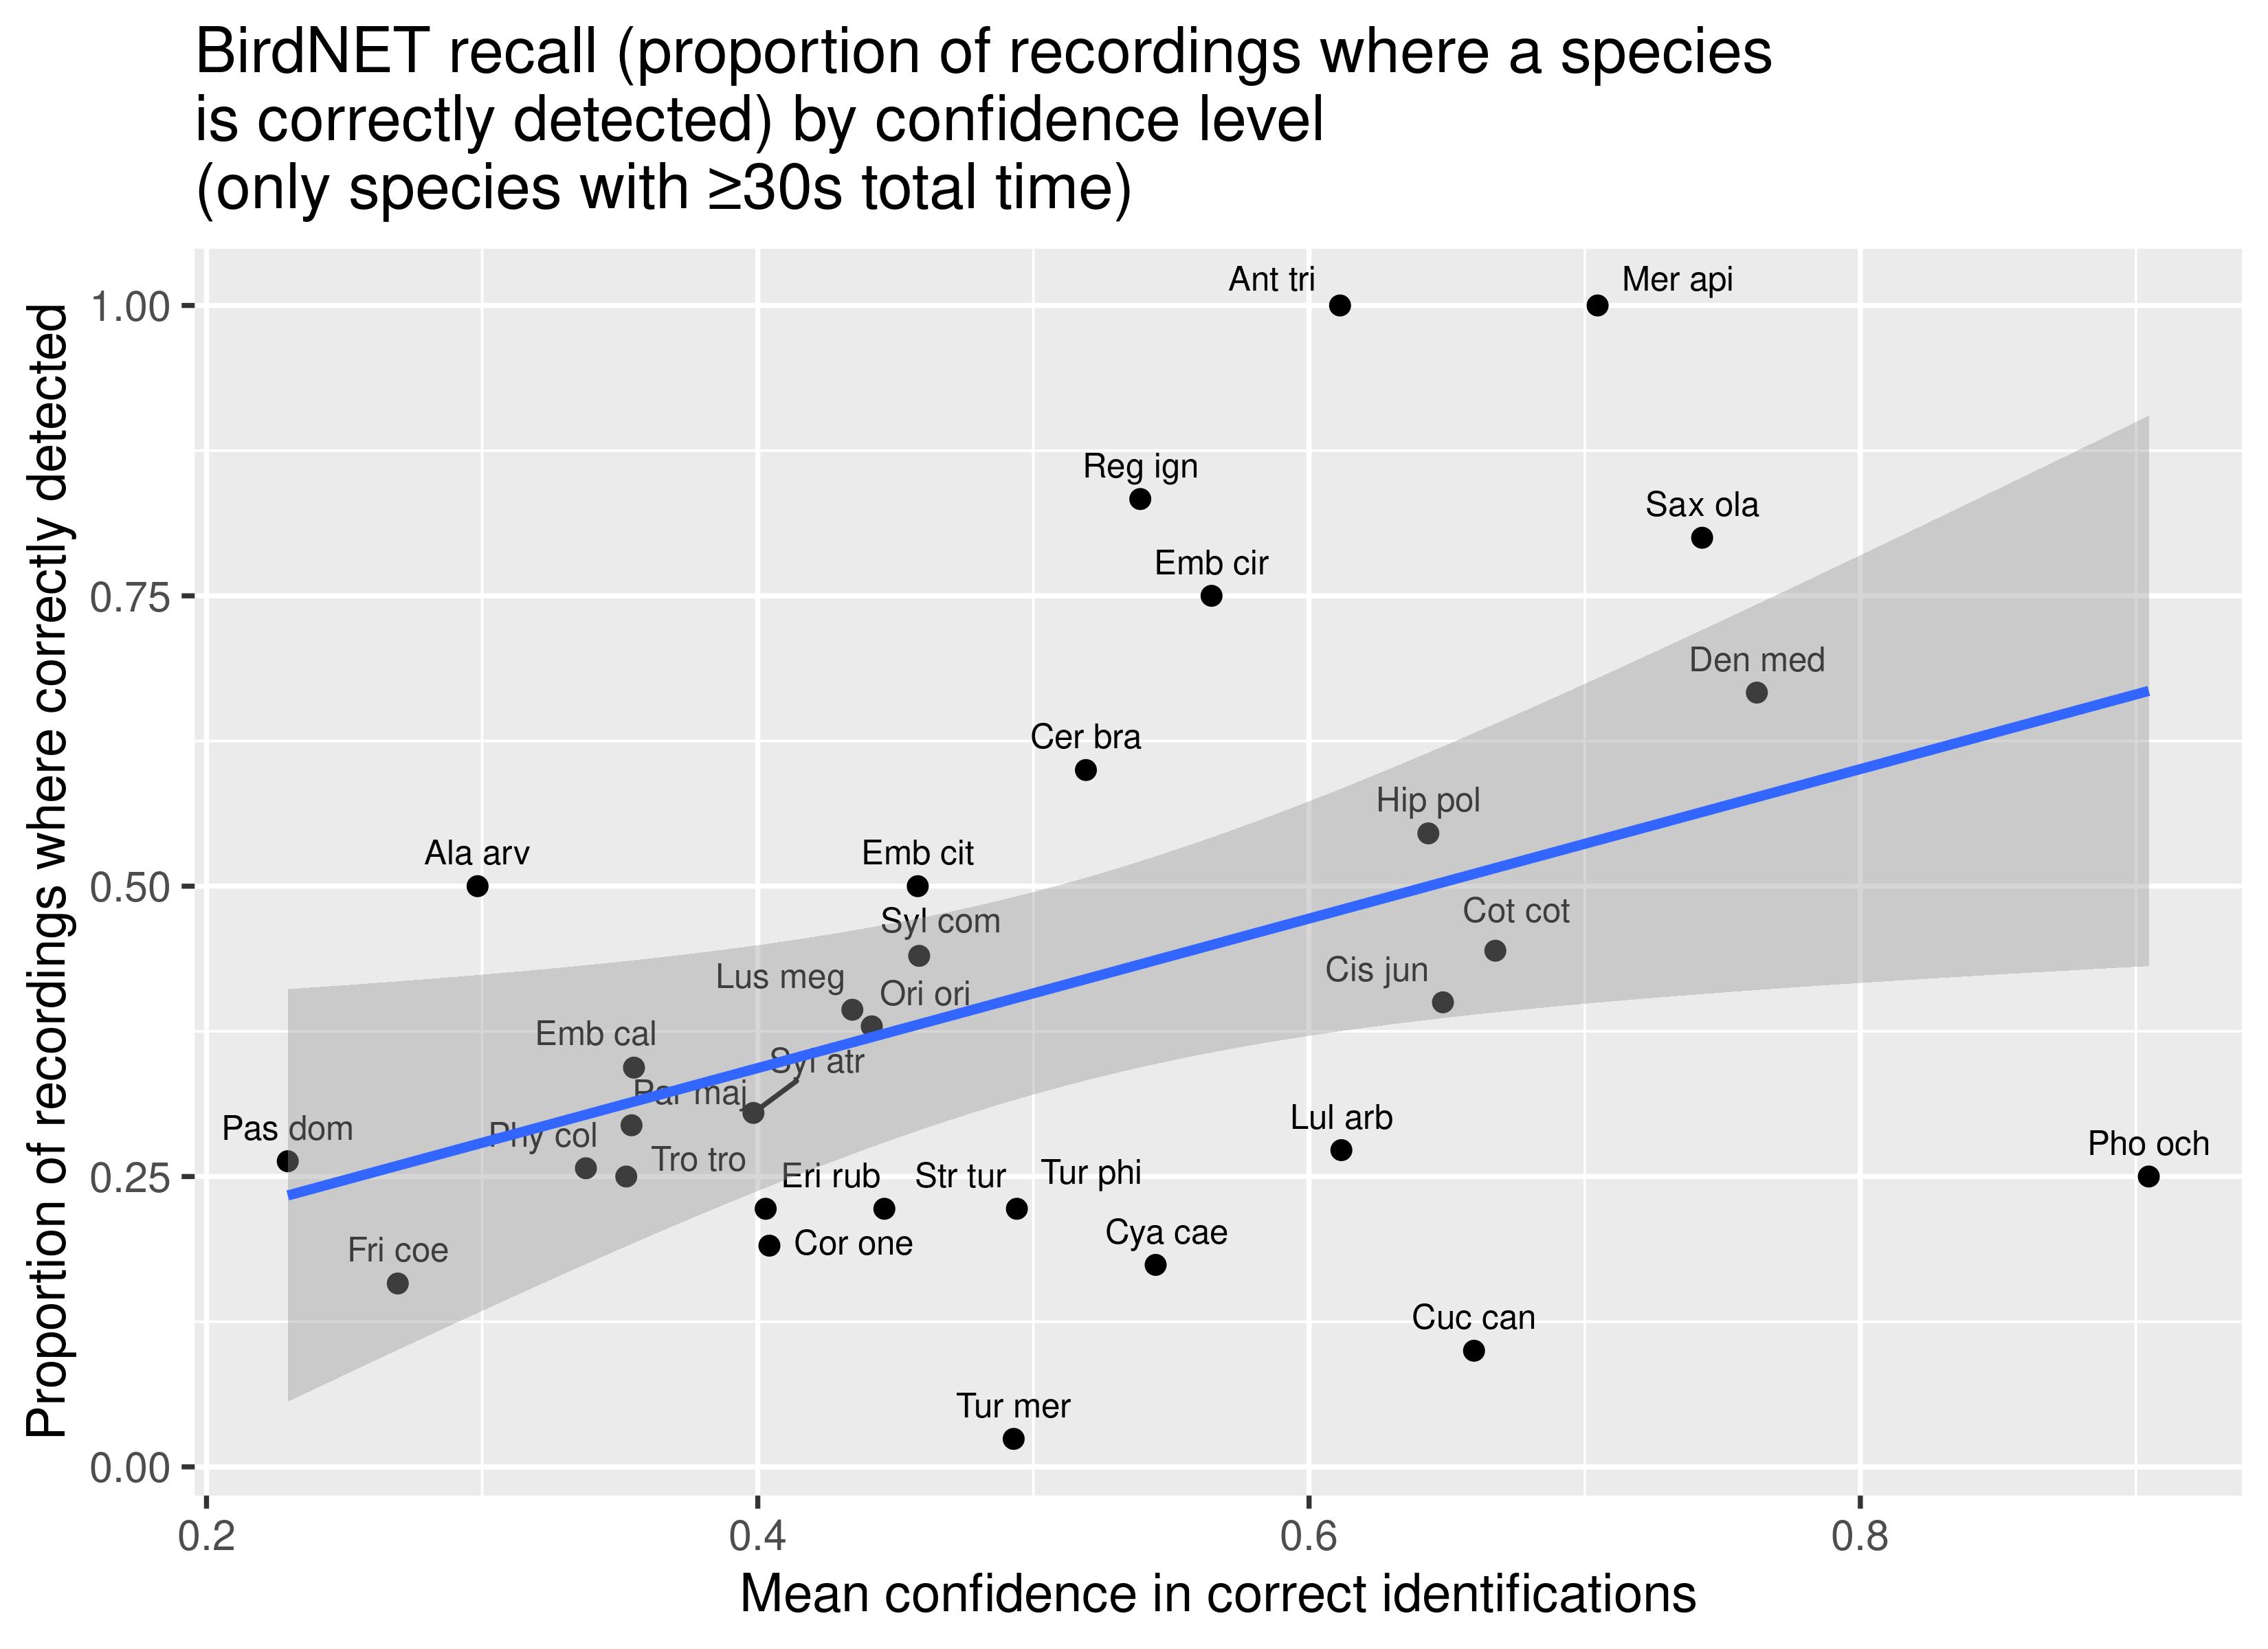 BirdNET recall (proportion of recordings where a species
is correctly detected) by confidence level
(only species with ≥30s total time)
Proportion of recordings where correctly detected
1.00
0.75
0.50
0.25
0.00
Ant tri
Mer api
Reg ign
Sax ola
Emb cir
Den med
Cer bra
Hip pol
Ala arv
Emb cit
Cot cot
Syl com
Cis jun
Lus meg
Ori ori
Emb cal
Syl atr
Par maj
Lul arb
Pas dom
Phy col
Pho och
Tro tro
Eri rub
Str tur
Tur phi
Cya cae
Cor one
Fri coe
Cuc can
Tur mer
0.2
0.4
0.6
0.8
Mean confidence in correct identifications